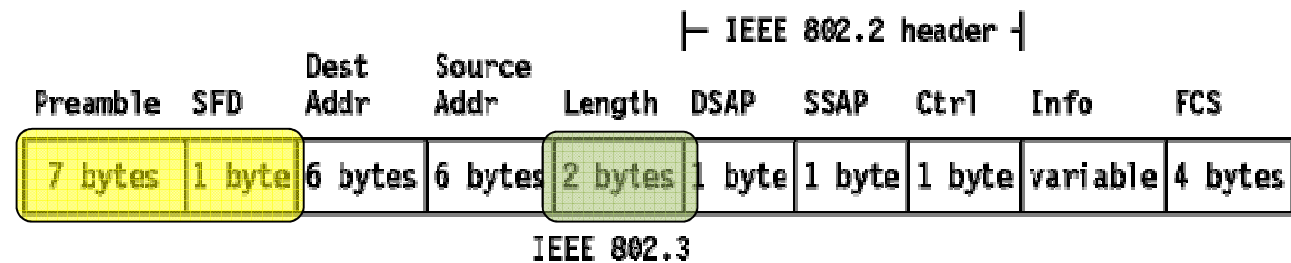 IEEE 802.2 header
Dest Source
Preamble SFD Addr Addr Length DSAP SSAP Ctrl Info FCS
7 bytes 1 byte 6 bytes 6 bytes 2 bytes 1 byte 1 byte 1 byte variable 4 bytes
IEEE 802.3